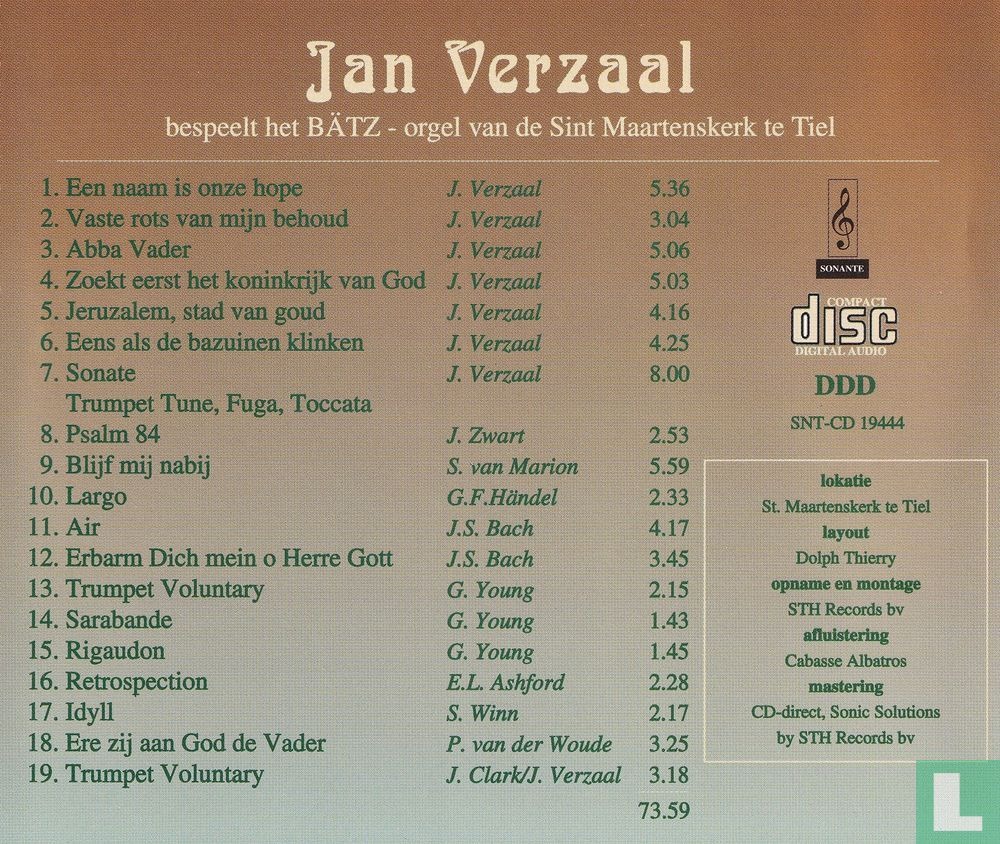 Jan Verzaal
bespeelt het BÄTZ - orgel van de Sint Maartenskerk te Tiel
1. Een naam is onze hope J. Verzaal 5.36
2. Vaste rots van mijn behoud J. Verzaal 3.04
3. Abba Vader J. Verzaal 5.06
4. Zoekt eerst het koninkrijk van God J. Verzaal 5.03
5. Jeruzalem, stad van goud J. Verzaal 4.16
6. Eens als de bazuinen klinken J. Verzaal 4.25
7. Sonate J. Verzaal 8.00
Trumpet Tune, Fuga, Toccata
8. Psalm 84 J. Zwart 2.53
9. Blijf mij nabij S. van Marion 5.59
10. Largo G.F.Händel 2.33
11. Air J.S. Bach 4.17
12. Erbarm Dich mein o Herre Gott J.S. Bach 3.45
13. Trumpet Voluntary G. Young 2.15
14. Sarabande G. Young 1.43
15. Rigaudon G. Young 1.45
16. Retrospection E.L. Ashford 2.28
17. Idyll S. Winn 2.17
18. Ere zij aan God de Vader P. van der Woude 3.25
19. Trumpet Voluntary J. Clark/J. Verzaal 3.18
73.59
SONANTE
COMPACT
disc
DIGITAL AUDIO
DDD
SNT-CD 19444
lokatie
St. Maartenskerk te Tiel
layout
Dolph Thierry
opname en montage
STH Records bv
afluistering
Cabasse Albatros
mastering
CD-direct, Sonic Solutions
by STH Records bv
L